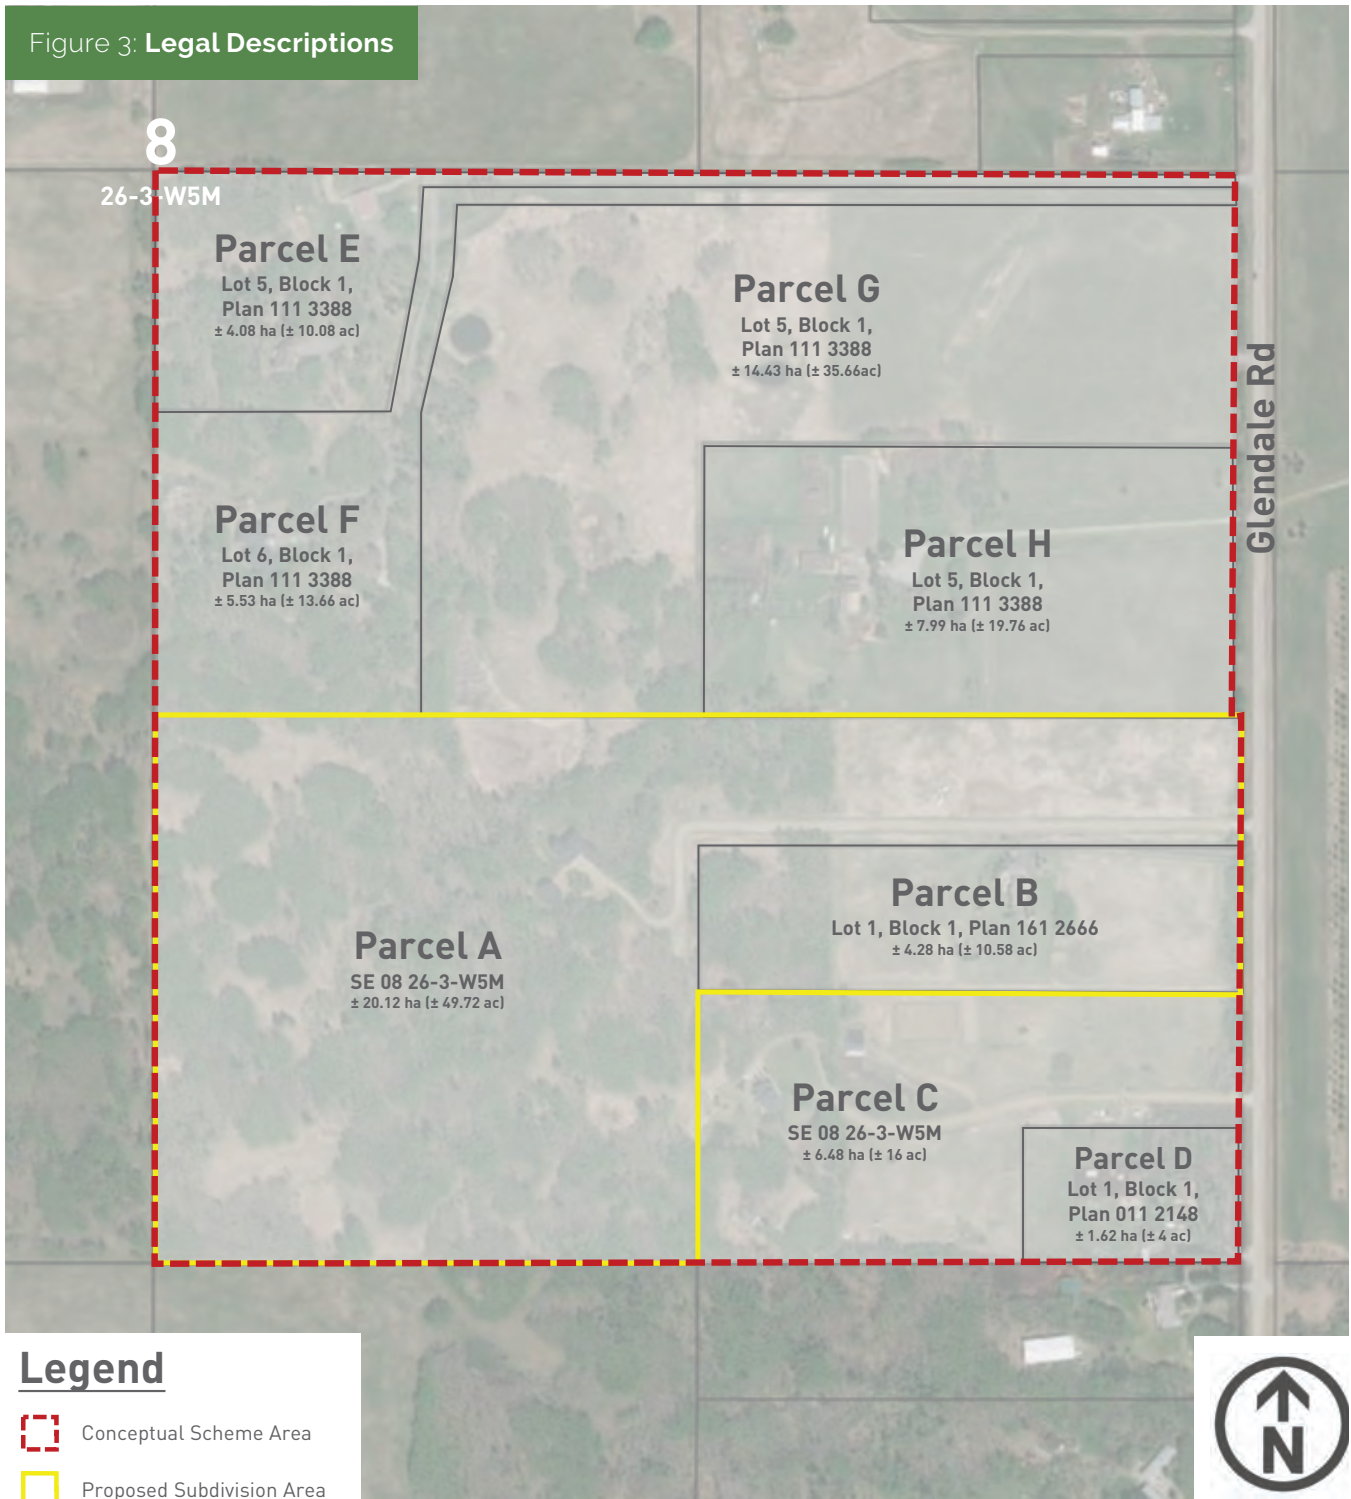 Figure 3: Legal Descriptions
8
26-3-W5M
Parcel E
Lot 5, Block 1,
Plan 111 3388
± 4.08 ha (± 10.08 ac)
Parcel G
Lot 5, Block 1,
Plan 111 3388
± 14.43 ha (± 35.66ac)
Glendale Rd
Parcel F
Lot 6, Block 1,
Plan 111 3388
± 5.53 ha (± 13.66 ac)
Parcel H
Lot 5, Block 1,
Plan 111 3388
± 7.99 ha (± 19.76 ac)
Parcel B
Lot 1, Block 1, Plan 161 2666
± 4.28 ha (± 10.58 ac)
Parcel A
SE 08 26-3-W5M
± 20.12 ha (± 49.72 ac)
Parcel C
SE 08 26-3-W5M
± 6.48 ha (± 16 ac)
Parcel D
Lot 1, Block 1,
Plan 011 2148
± 1.62 ha (± 4 ac)
Legend
Conceptual Scheme Area
Proposed Subdivision Area
N